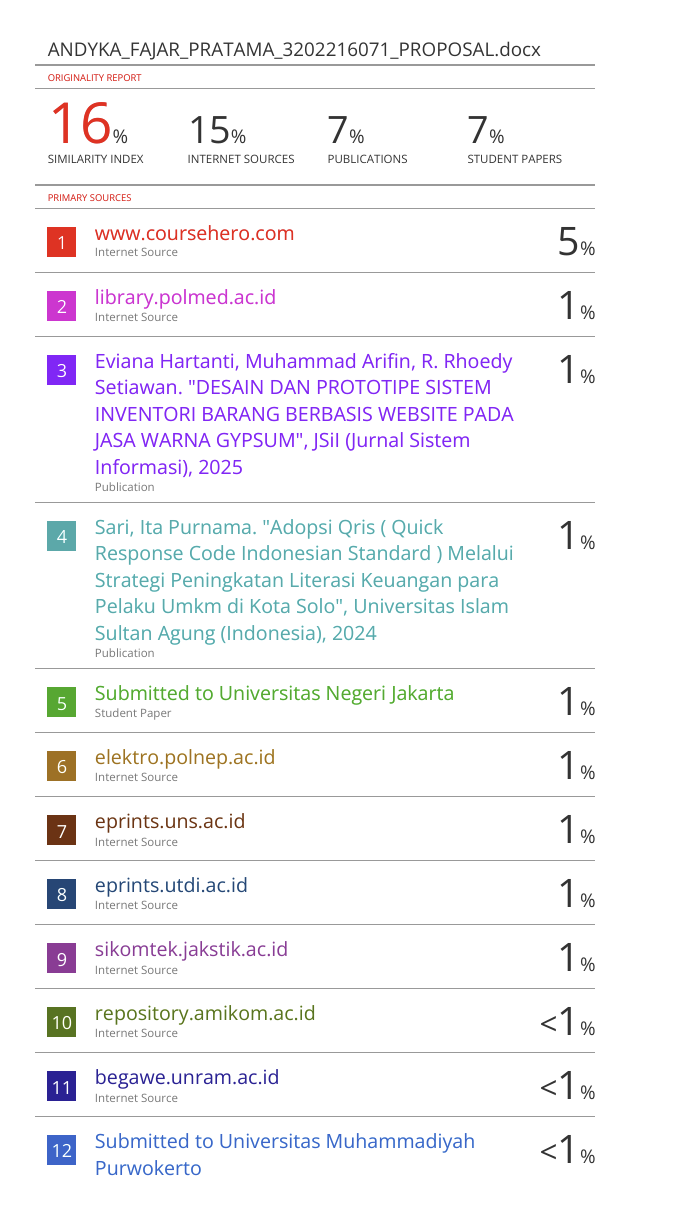 ANDYKA_FAJAR_PRATAMA_3202216071_PROPOSAL.docx
ORIGINALITY REPORT
16%
SIMILARITY INDEX
15%
INTERNET SOURCES
7%
PUBLICATIONS
7%
STUDENT PAPERS
PRIMARY SOURCES
1
www.coursehero.com
Internet Source
5%
2
library.polmed.ac.id
Internet Source
1%
3
Eviana Hartanti, Muhammad Arifin, R. Rhoedy
Setiawan. "DESAIN DAN PROTOTIPE SISTEM
INVENTORI BARANG BERBASIS WEBSITE PADA
JASA WARNA GYPSUM", JSiI (Jurnal Sistem
Informasi), 2025
Publication
1%
4
Sari, Ita Purnama. "Adopsi Qris ( Quick
Response Code Indonesian Standard ) Melalui
Strategi Peningkatan Literasi Keuangan para
Pelaku Umkm di Kota Solo", Universitas Islam
Sultan Agung (Indonesia), 2024
Publication
1%
5
Submitted to Universitas Negeri Jakarta
Student Paper
1%
6
elektro.polnep.ac.id
Internet Source
1%
7
eprints.uns.ac.id
Internet Source
1%
8
eprints.utdi.ac.id
Internet Source
1%
9
sikomtek.jakstik.ac.id
Internet Source
1%
10
repository.amikom.ac.id
Internet Source
<1%
11
begawe.unram.ac.id
Internet Source
<1%
12
Submitted to Universitas Muhammadiyah
Purwokerto
<1%